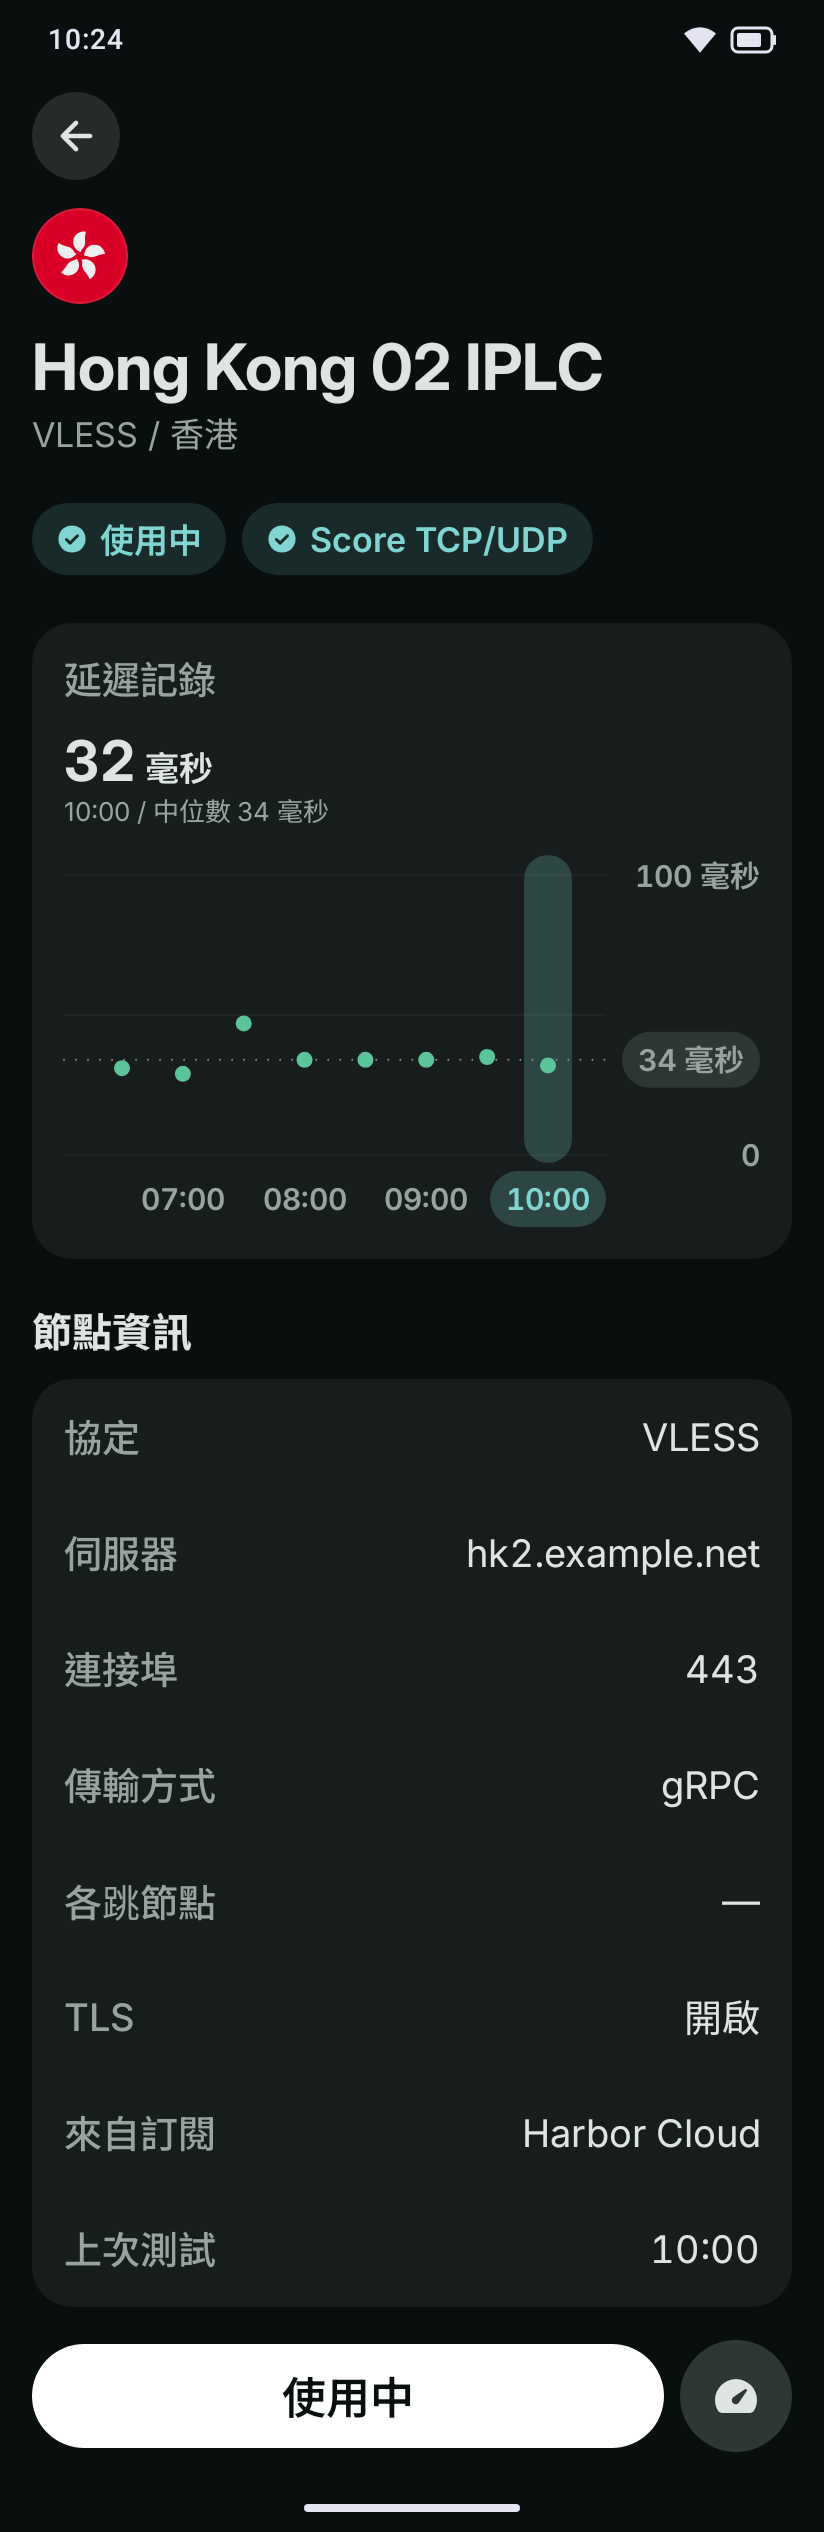 10:24
Hong Kong 02 IPLC
VLESS / 香港
使用中
Score TCP/UDP
延遲記錄
32 毫秒
10:00 / 中位數 34 毫秒
100 毫秒
34 毫秒
0
07:00 08:00 09:00 10:00
節點資訊
協定 VLESS
伺服器 hk2.example.net
連接埠 443
傳輸方式 gRPC
各跳節點 —
TLS 開啟
來自訂閱 Harbor Cloud
上次測試 10:00
使用中